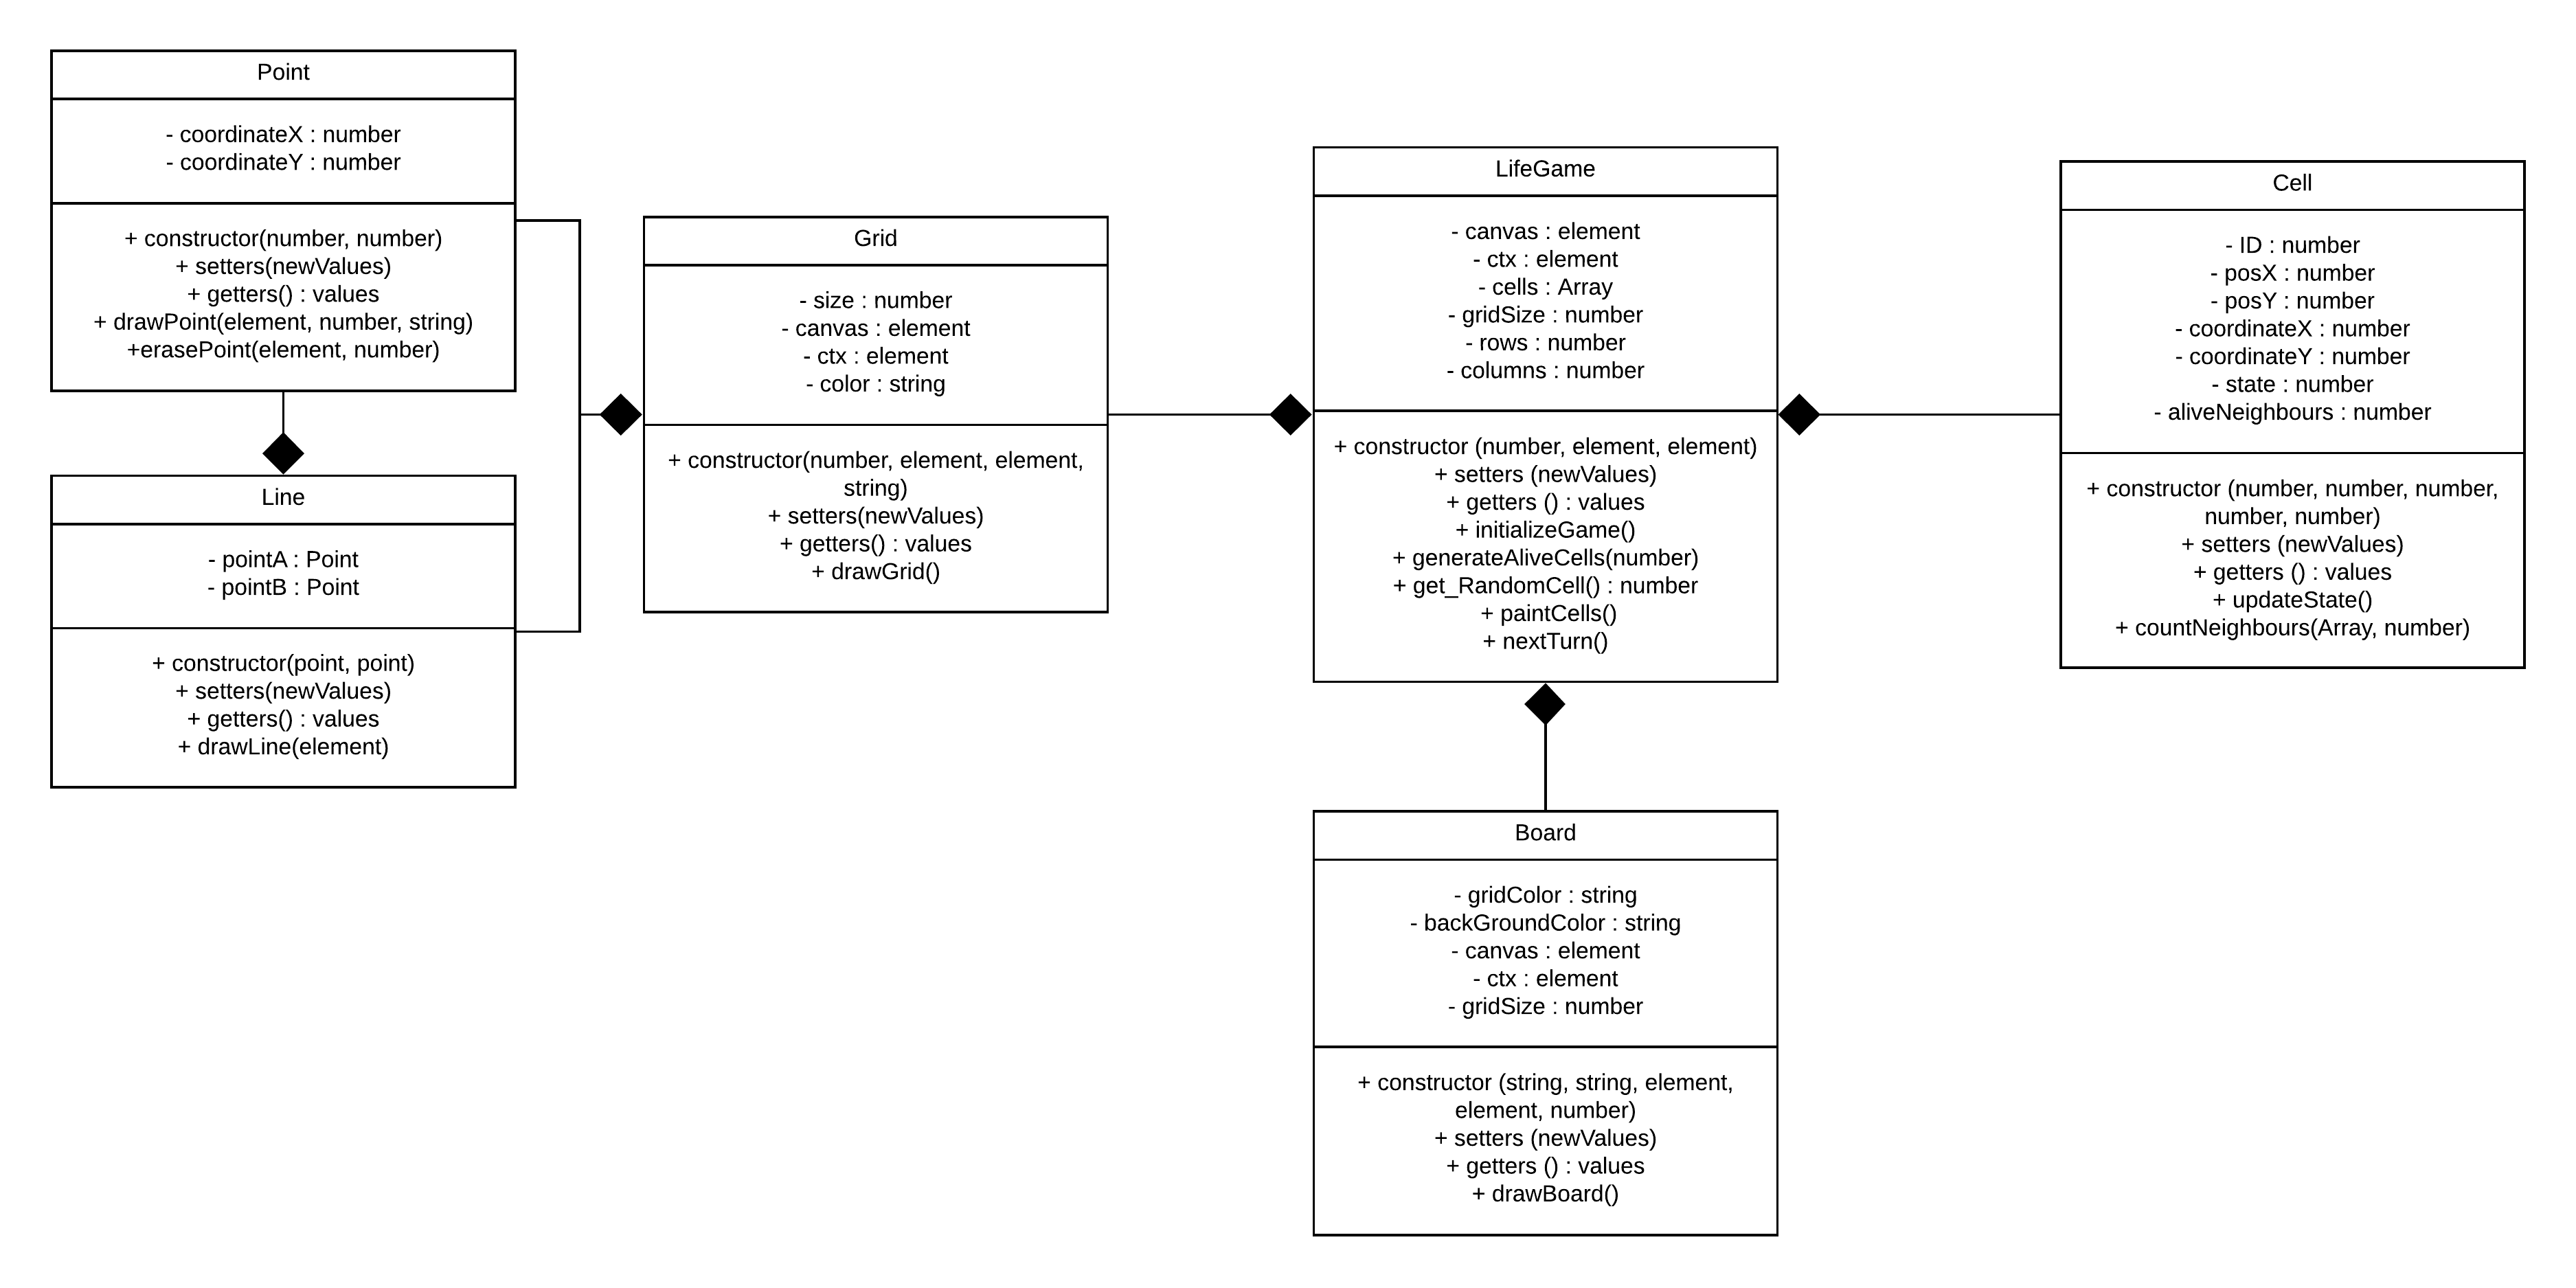 Point
- coordinateX : number
- coordinateY : number
+ constructor(number, number)
+ setters(newValues)
+ getters() : values
+ drawPoint(element, number, string)
+erasePoint(element, number)
Line
- pointA : Point
- pointB : Point
+ constructor(point, point)
+ setters(newValues)
+ getters() : values
+ drawLine(element)
Grid
- size : number
- canvas : element
- ctx : element
- color : string
+ constructor(number, element, element,
string)
+ setters(newValues)
+ getters() : values
+ drawGrid()
LifeGame
- canvas : element
- ctx : element
- cells : Array
- gridSize : number
- rows : number
- columns : number
+ constructor (number, element, element)
+ setters (newValues)
+ getters () : values
+ initializeGame()
+ generateAliveCells(number)
+ get_RandomCell() : number
+ paintCells()
+ nextTurn()
Board
- gridColor : string
- backGroundColor : string
- canvas : element
- ctx : element
- gridSize : number
+ constructor (string, string, element,
element, number)
+ setters (newValues)
+ getters () : values
+ drawBoard()
Cell
- ID : number
- posX : number
- posY : number
- coordinateX : number
- coordinateY : number
- state : number
- aliveNeighbours : number
+ constructor (number, number, number,
number, number)
+ setters (newValues)
+ getters () : values
+ updateState()
+ countNeighbours(Array, number)